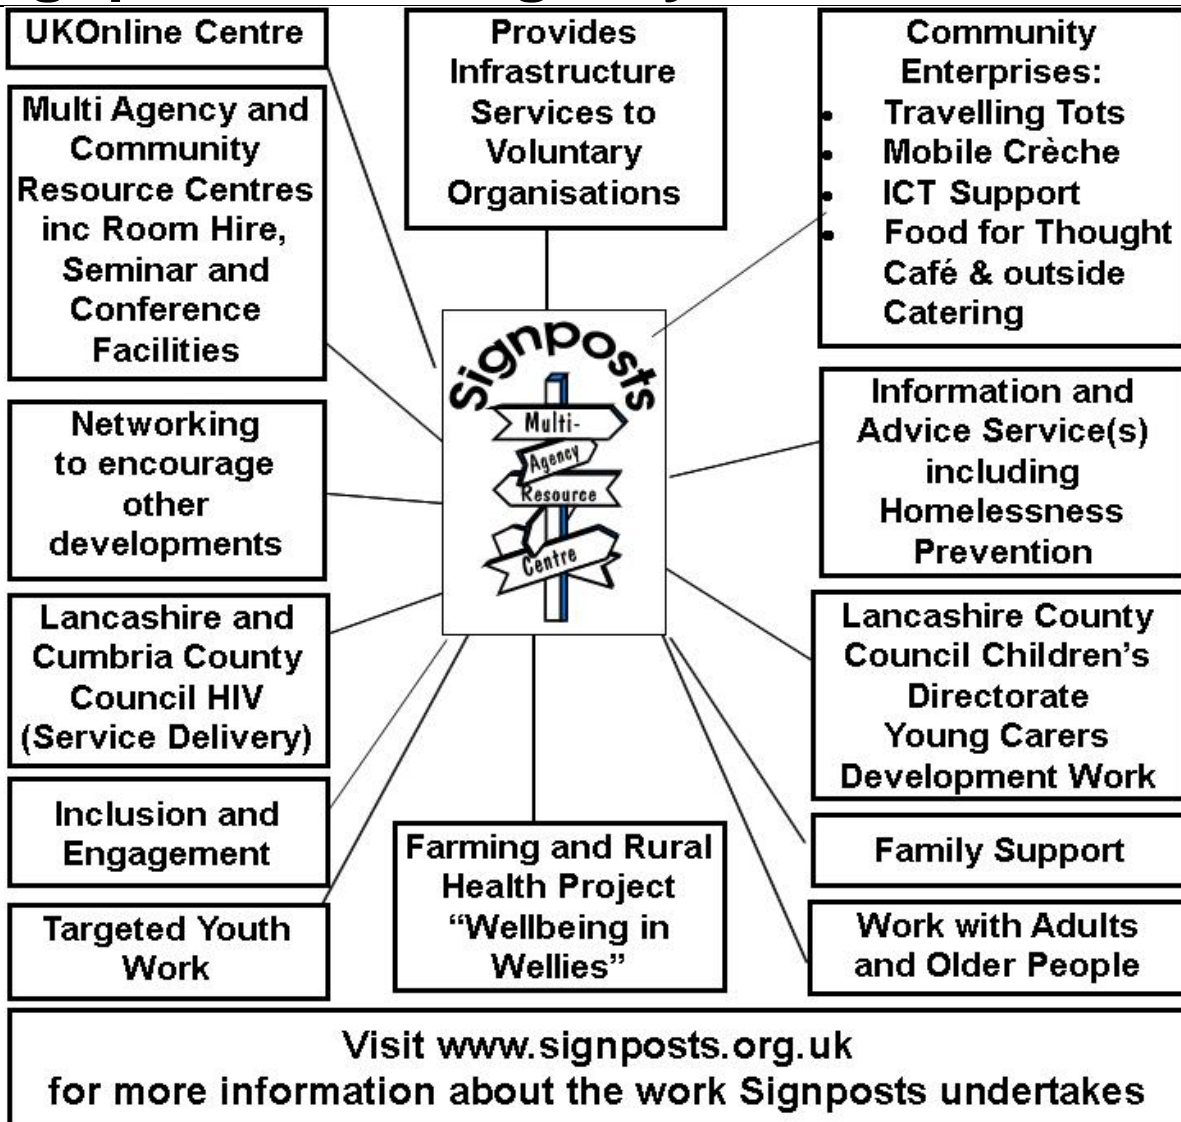 UKOnline Centre
Multi Agency and
Community
Resource Centres
inc Room Hire,
Seminar and
Conference
Facilities
Networking
to encourage
other
developments
Lancashire and
Cumbria County
Council HIV
(Service Delivery)
Inclusion and
Engagement
Targeted Youth
Work
Provides
Infrastructure
Services to
Voluntary
Organisations
Signposts
Multi-
Agency
Resource
Centre
Farming and Rural
Health Project
“Wellbeing in
Wellies”
Community
Enterprises:
• Travelling Tots
• Mobile Crèche
• ICT Support
• Food for Thought
Café & outside
Catering
Information and
Advice Service(s)
including
Homelessness
Prevention
Lancashire County
Council Children’s
Directorate
Young Carers
Development Work
Family Support
Work with Adults
and Older People
Visit www.signposts.org.uk
for more information about the work Signposts undertakes